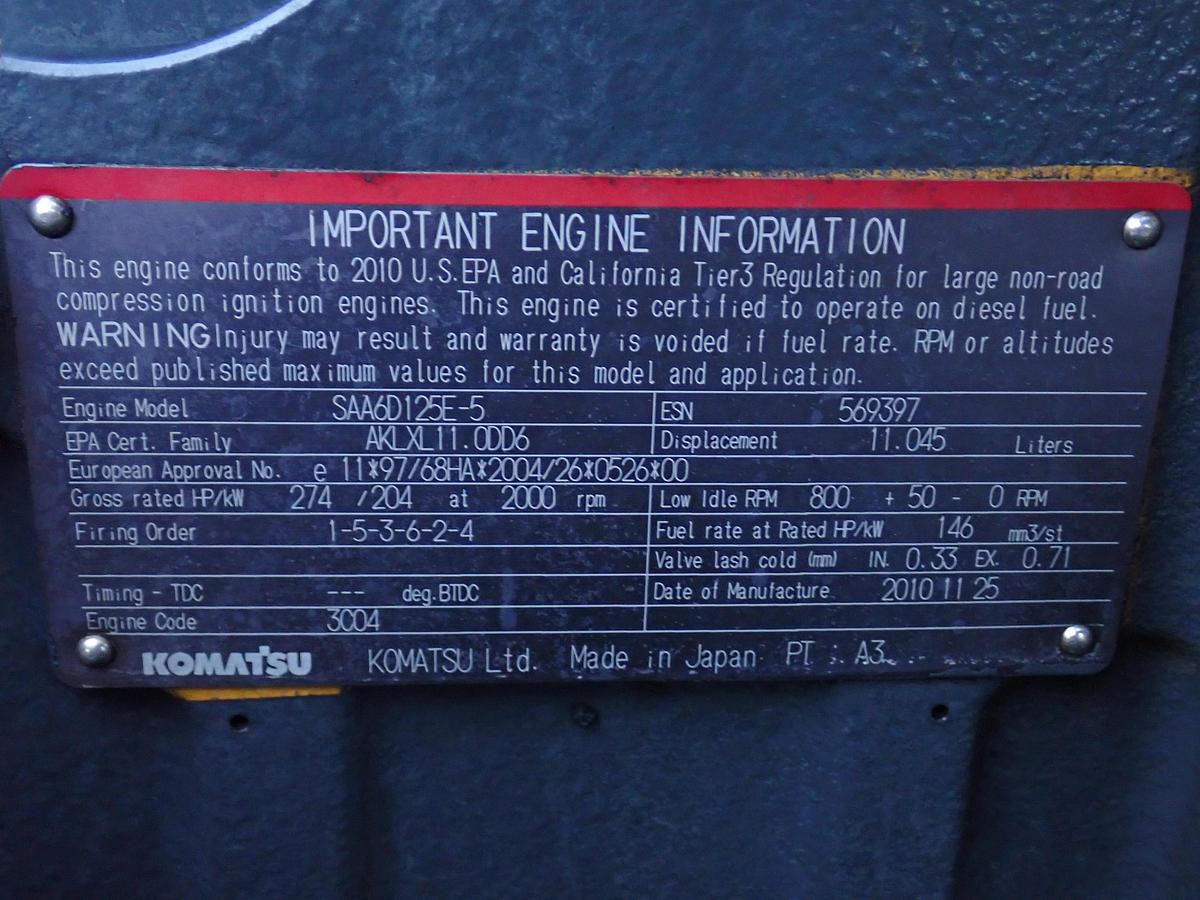 IMPORTANT ENGINE INFORMATION
This engine conforms to 2010 U.S.EPA and California Tier3 Regulation for large non-road
compression ignition engines. This engine is certified to operate on diesel fuel.
WARNING Injury may result and warranty is voided if fuel rate. RPM or altitudes
exceed published maximum values for this model and application.
Engine Model SAA6D125E-5 ESN 569397
EPA Cert. Family AKLXL11.0DD6 Displacement 11.045 Liters
European Approval No. e 11*97/68HA*2004/26*0526*00
Gross rated HP/kW 274 /204 at 2000 rpm Low Idle RPM 800 + 50 - 0 RPM
Firing Order 1-5-3-6-2-4 Fuel rate at Rated HP/kW 146 mm3/st
Valve lash cold (mm) IN. 0.33 EX. 0.71
Timing - TDC --- deg.BTDC Date of Manufacture 2010 11 25
Engine Code 3004
KOMATSU KOMATSU Ltd. Made in Japan PT